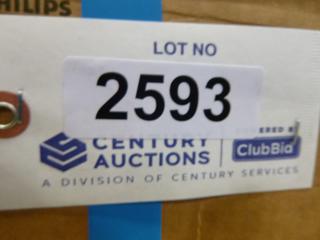 PHILIPS
LOT NO
2593
CENTURY
AUCTIONS
ClubBid
A DIVISION OF CENTURY SERVICES